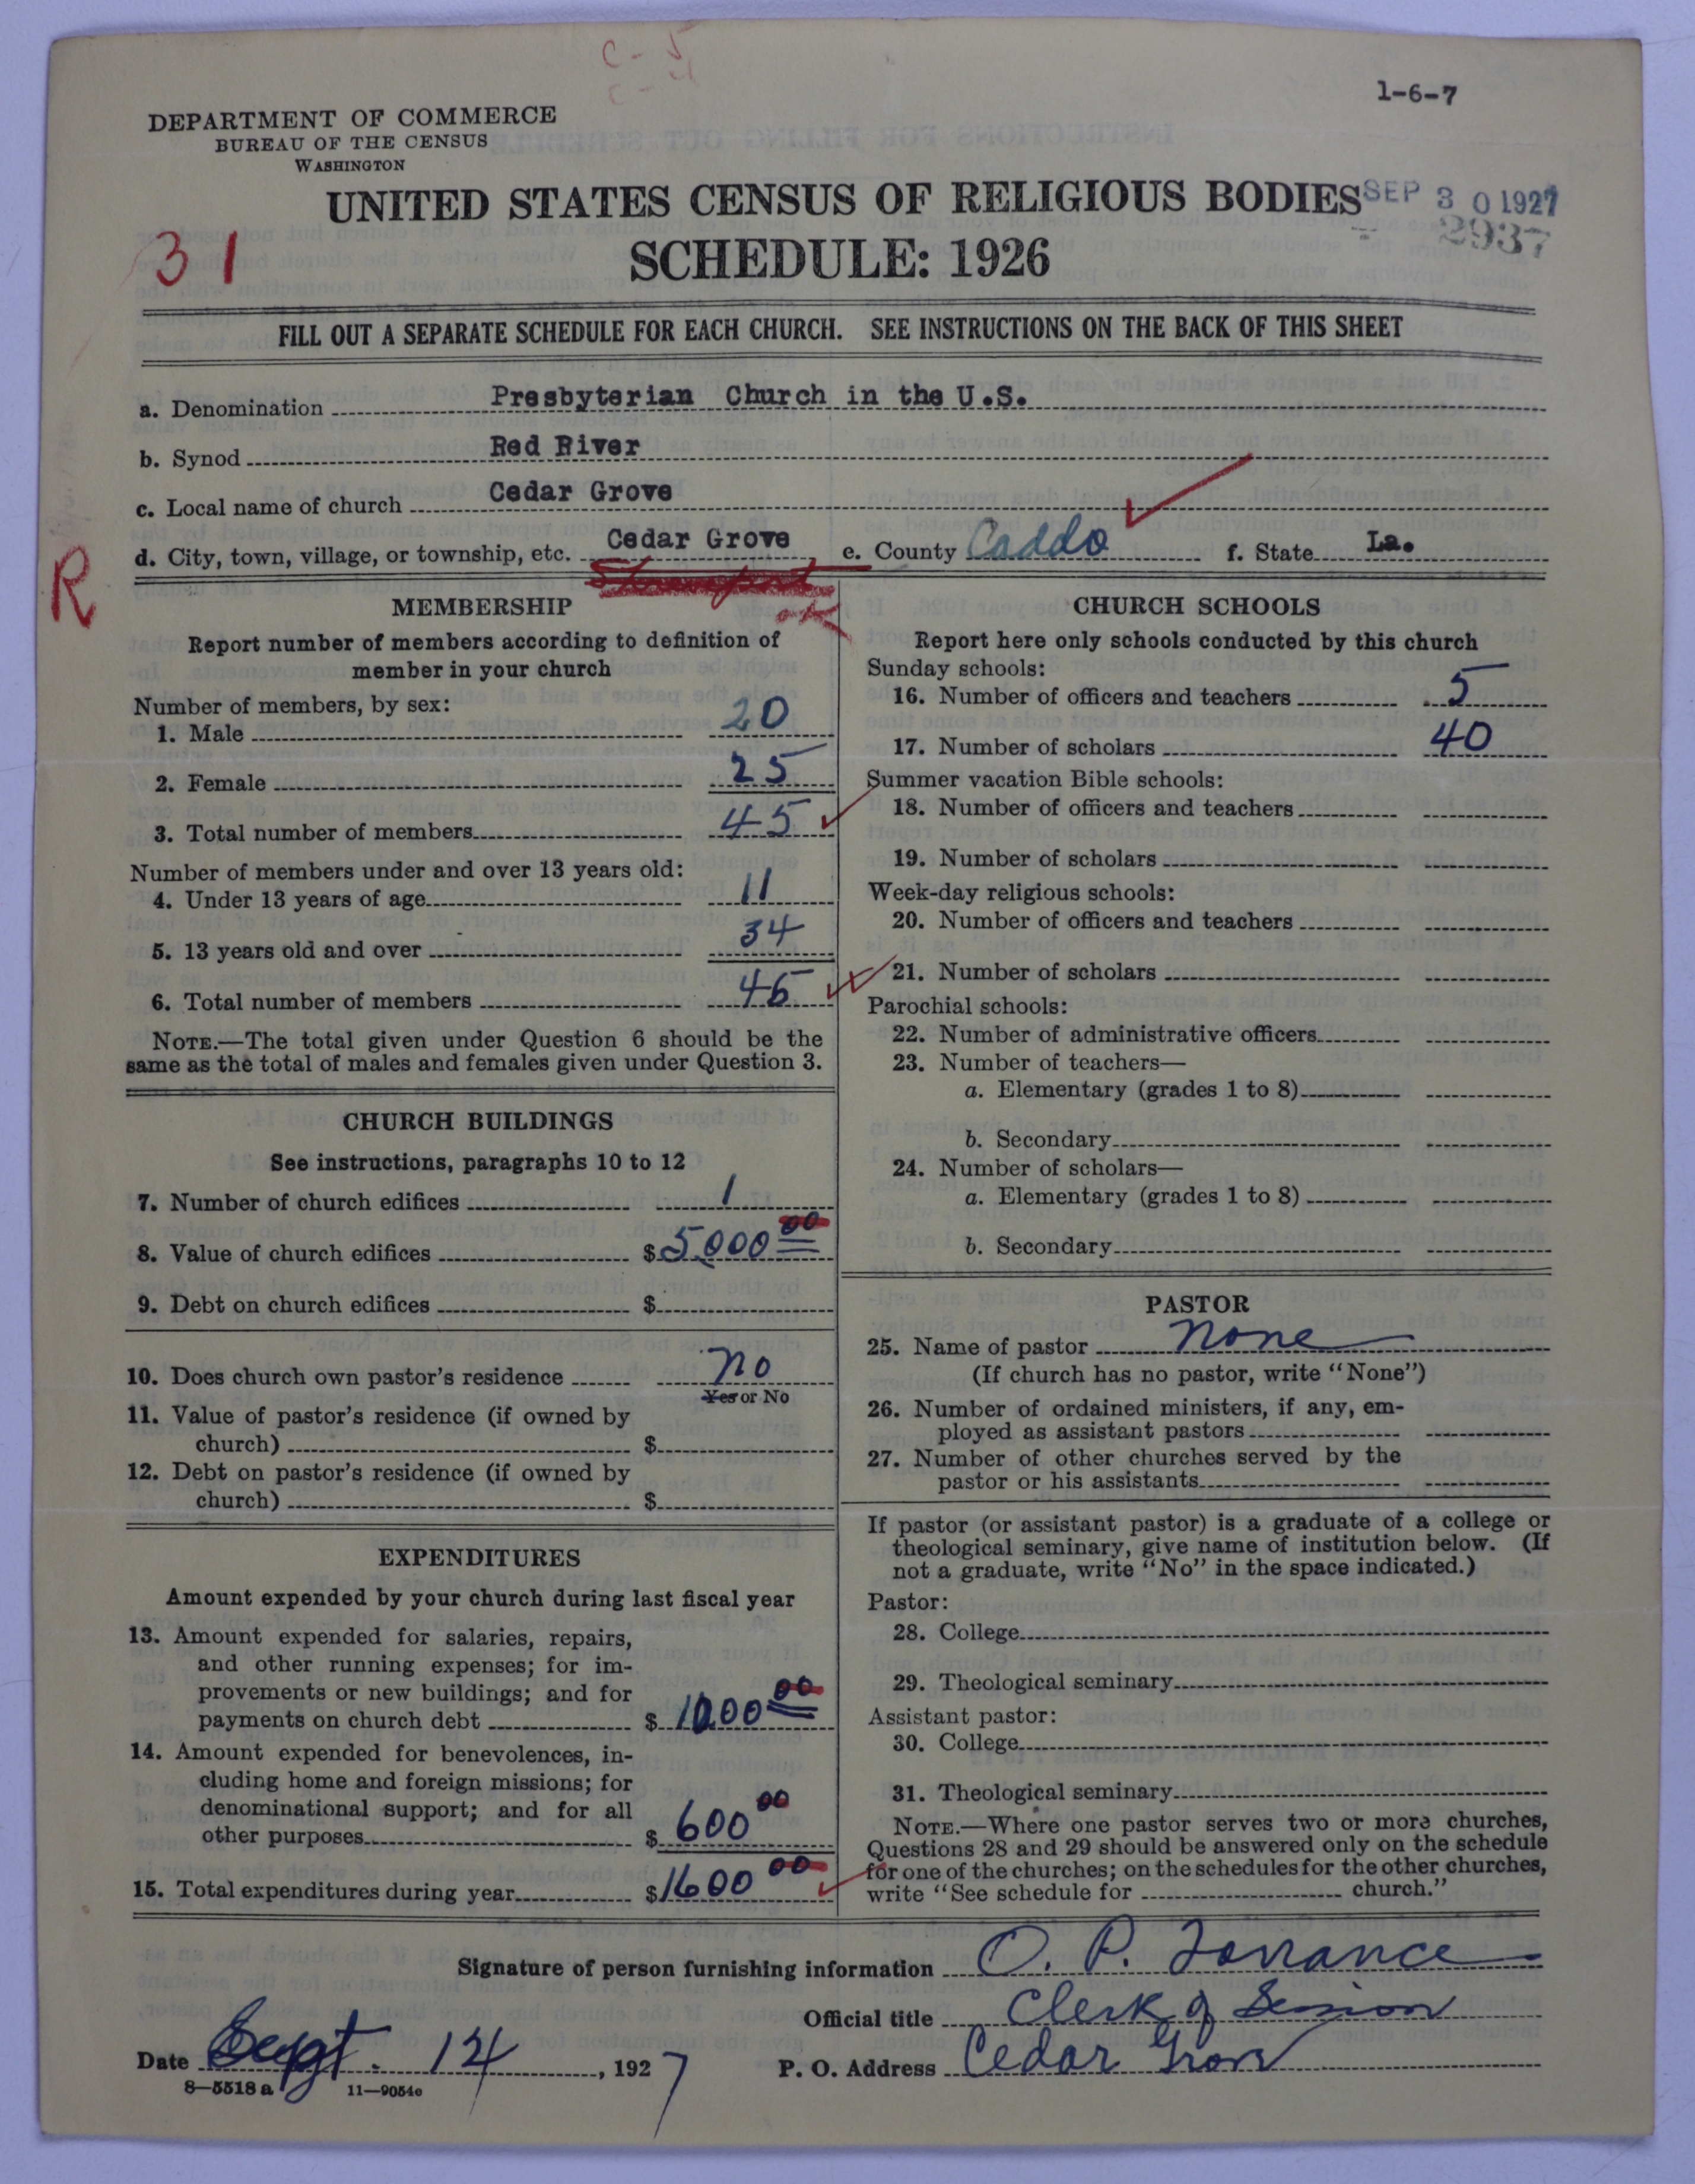 C-5
1-6-7
DEPARTMENT OF COMMERCE
BUREAU OF THE CENSUS
WASHINGTON
UNITED STATES CENSUS OF RELIGIOUS BODIES
SEP 30 1927
2937
SCHEDULE: 1926
31
FILL OUT A SEPARATE SCHEDULE FOR EACH CHURCH. SEE INSTRUCTIONS ON THE BACK OF THIS SHEET
a. Denomination Presbyterian Church in the U.S.
b. Synod Red River
c. Local name of church Cedar Grove
d. City, town, village, or township, etc. Cedar Grove e. County Caddo f. State La.
Shreveport
OK
R
MEMBERSHIP
Report number of members according to definition of
member in your church
Number of members, by sex:
1. Male 20
2. Female 25
3. Total number of members 45
Number of members under and over 13 years old:
4. Under 13 years of age 11
5. 13 years old and over 34
6. Total number of members 45
NOTE.—The total given under Question 6 should be the
same as the total of males and females given under Question 3.
CHURCH BUILDINGS
See instructions, paragraphs 10 to 12
7. Number of church edifices 1
8. Value of church edifices $5,000 00
9. Debt on church edifices $
10. Does church own pastor's residence no
Yes or No
11. Value of pastor's residence (if owned by
church) $
12. Debt on pastor's residence (if owned by
church) $
EXPENDITURES
Amount expended by your church during last fiscal year
13. Amount expended for salaries, repairs,
and other running expenses; for im-
provements or new buildings; and for
payments on church debt $ 1000 00
14. Amount expended for benevolences, in-
cluding home and foreign missions; for
denominational support; and for all
other purposes $ 600 00
15. Total expenditures during year $1600 00
CHURCH SCHOOLS
Report here only schools conducted by this church
Sunday schools:
16. Number of officers and teachers 5
17. Number of scholars 40
Summer vacation Bible schools:
18. Number of officers and teachers
19. Number of scholars
Week-day religious schools:
20. Number of officers and teachers
21. Number of scholars
Parochial schools:
22. Number of administrative officers
23. Number of teachers—
a. Elementary (grades 1 to 8)
b. Secondary
24. Number of scholars—
a. Elementary (grades 1 to 8)
b. Secondary
PASTOR
25. Name of pastor none
(If church has no pastor, write "None")
26. Number of ordained ministers, if any, em-
ployed as assistant pastors
27. Number of other churches served by the
pastor or his assistants
If pastor (or assistant pastor) is a graduate of a college or
theological seminary, give name of institution below. (If
not a graduate, write "No" in the space indicated.)
Pastor:
28. College
29. Theological seminary
Assistant pastor:
30. College
31. Theological seminary
NOTE.—Where one pastor serves two or more churches,
Questions 28 and 29 should be answered only on the schedule
for one of the churches; on the schedules for the other churches,
write "See schedule for church."
Signature of person furnishing information O. P. Torrance
Official title Clerk of Session
Date Sept. 14, 1927 P. O. Address Cedar Grove
8—5518 a 11—9054c